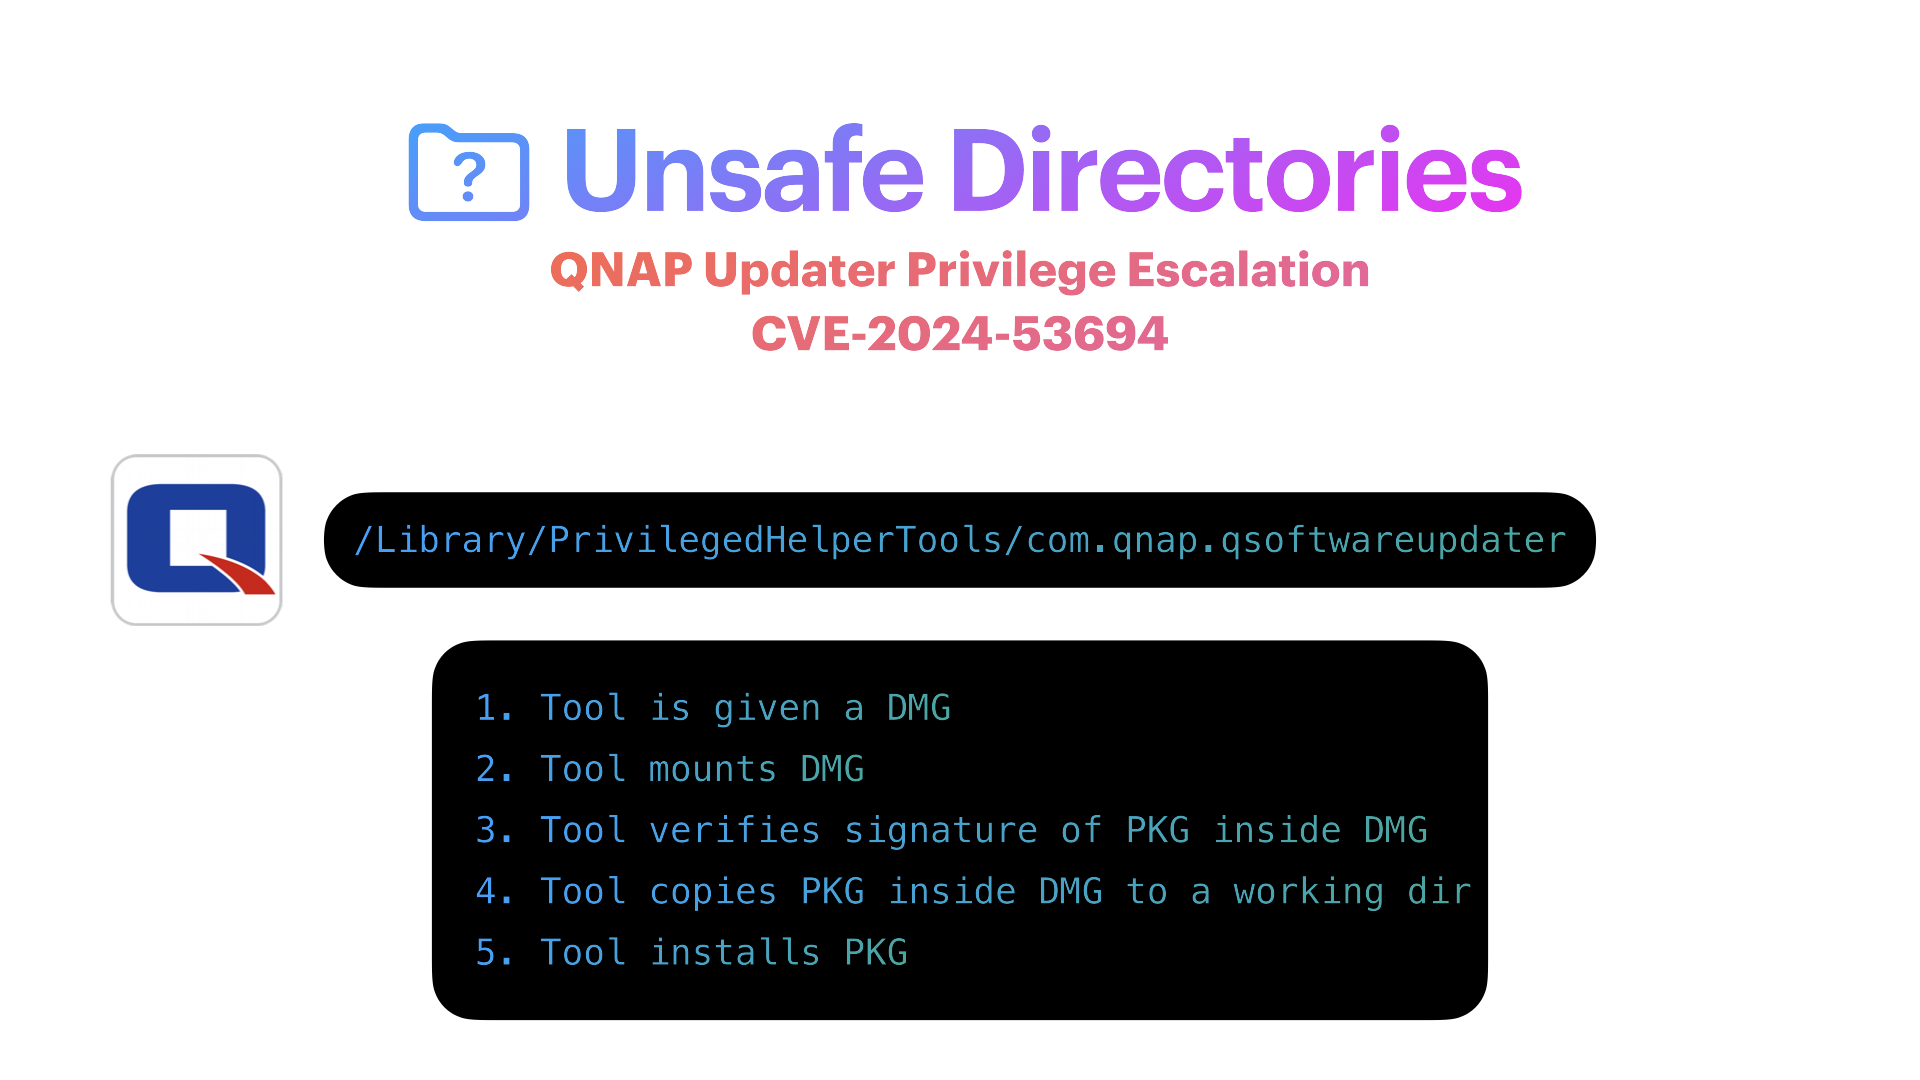 Unsafe Directories
QNAP Updater Privilege Escalation
CVE-2024-53694
/Library/PrivilegedHelperTools/com.qnap.qsoftwareupdater
1. Tool is given a DMG
2. Tool mounts DMG
3. Tool verifies signature of PKG inside DMG
4. Tool copies PKG inside DMG to a working dir
5. Tool installs PKG